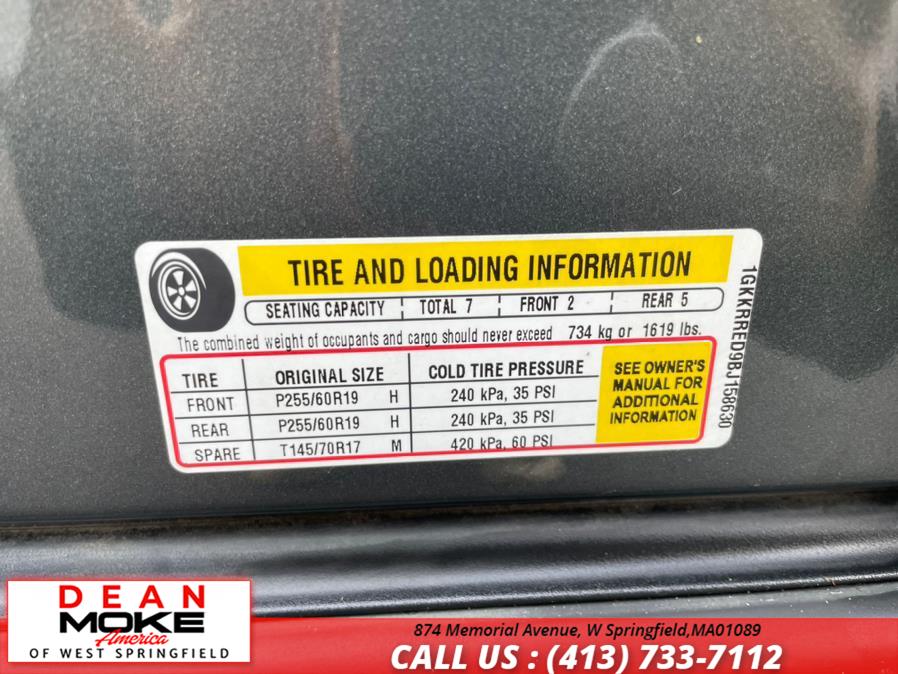 TIRE AND LOADING INFORMATION
SEATING CAPACITY TOTAL 7 FRONT 2 REAR 5
The combined weight of occupants and cargo should never exceed 734 kg or 1619 lbs.
TIRE ORIGINAL SIZE COLD TIRE PRESSURE
FRONT P255/60R19 H 240 kPa, 35 PSI
REAR P255/60R19 H 240 kPa, 35 PSI
SPARE T145/70R17 M 420 kPa, 60 PSI
SEE OWNER'S
MANUAL FOR
ADDITIONAL
INFORMATION
1GKKRRED9BJ158630
DEAN
MOKE
America
OF WEST SPRINGFIELD
874 Memorial Avenue, W Springfield,MA01089
CALL US : (413) 733-7112